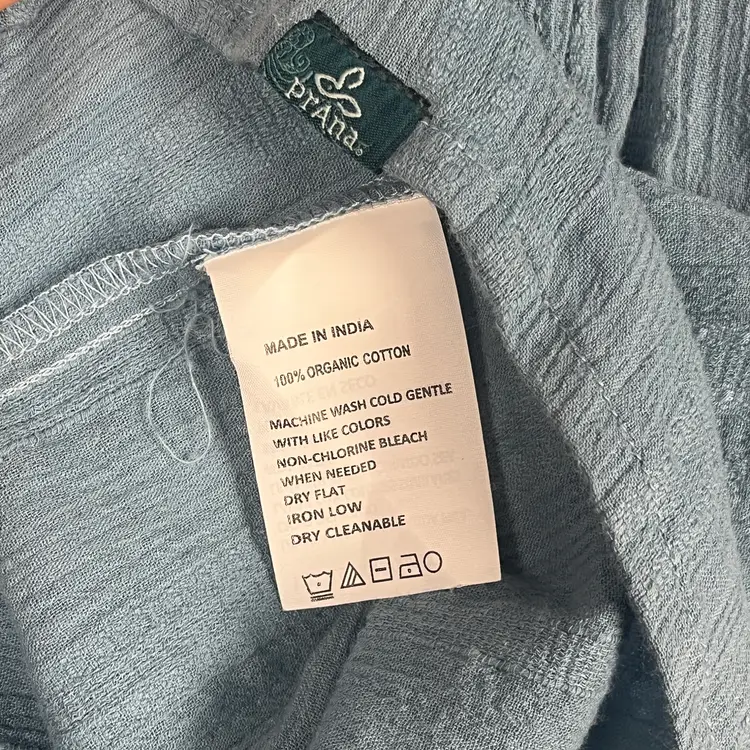 prAna
MADE IN INDIA
100% ORGANIC COTTON
MACHINE WASH COLD GENTLE
WITH LIKE COLORS
NON-CHLORINE BLEACH
WHEN NEEDED
DRY FLAT
IRON LOW
DRY CLEANABLE